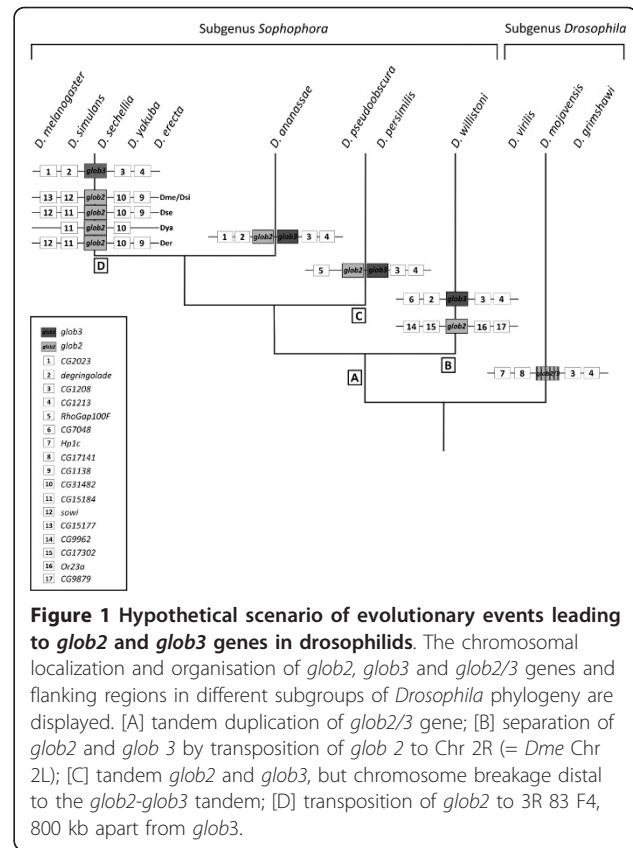 Subgenus Sophophora
Subgenus Drosophila
D. melanogaster
D. simulans
D. sechellia
D. yakuba
D. erecta
D. ananassae
D. pseudoobscura
D. persimilis
D. willistoni
D. virilis
D. mojavensis
D. grimshawi
1 2 glob3 3 4
13 12 glob2 10 9 Dme/Dsi
12 11 glob2 10 9 Dse
11 glob2 10 Dya
12 11 glob2 10 9 Der
D
1 2 glob2 glob3 3 4
5 glob2 glob3 3 4
C
6 2 glob3 3 4
14 15 glob2 16 17
B
A
7 8 glob2/3 3 4
glob3 glob3
glob2 glob2
1 CG2023
2 degringolade
3 CG1208
4 CG1213
5 RhoGap100F
6 CG7048
7 Hp1c
8 CG17141
9 CG1138
10 CG31482
11 CG15184
12 sowi
13 CG15177
14 CG9962
15 CG17302
16 Or23a
17 CG9879
Figure 1 Hypothetical scenario of evolutionary events leading
to glob2 and glob3 genes in drosophilids. The chromosomal
localization and organisation of glob2, glob3 and glob2/3 genes and
flanking regions in different subgroups of Drosophila phylogeny are
displayed. [A] tandem duplication of glob2/3 gene; [B] separation of
glob2 and glob 3 by transposition of glob 2 to Chr 2R (= Dme Chr
2L); [C] tandem glob2 and glob3, but chromosome breakage distal
to the glob2-glob3 tandem; [D] transposition of glob2 to 3R 83 F4,
800 kb apart from glob3.